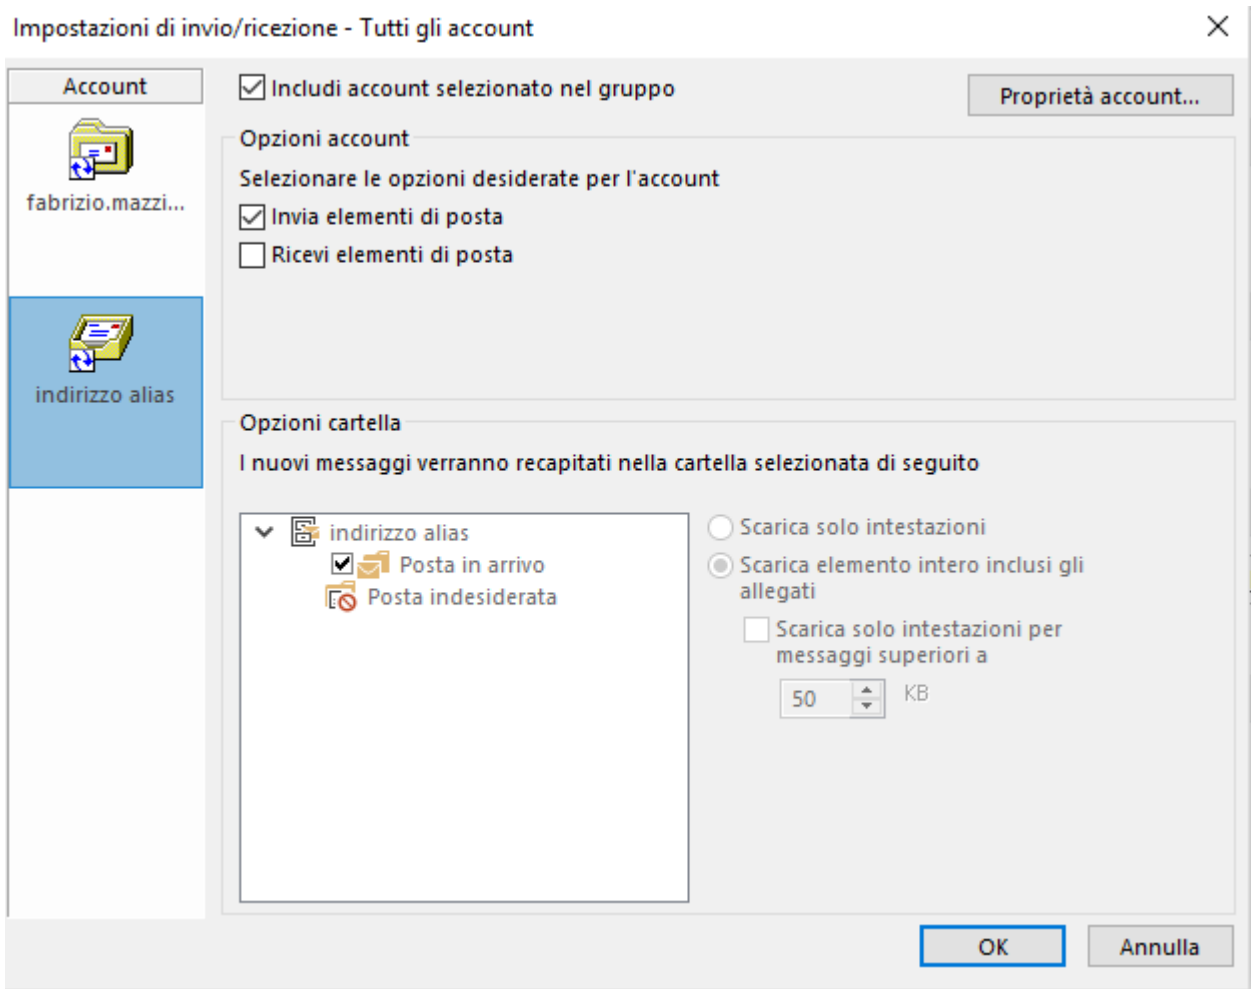 Impostazioni di invio/ricezione - Tutti gli account
Account
fabrizio.mazzi...
indirizzo alias
Includi account selezionato nel gruppo
Proprietà account...
Opzioni account
Selezionare le opzioni desiderate per l'account
Invia elementi di posta
Ricevi elementi di posta
Opzioni cartella
I nuovi messaggi verranno recapitati nella cartella selezionata di seguito
indirizzo alias
Posta in arrivo
Posta indesiderata
Scarica solo intestazioni
Scarica elemento intero inclusi gli
allegati
Scarica solo intestazioni per
messaggi superiori a
50 KB
OK
Annulla